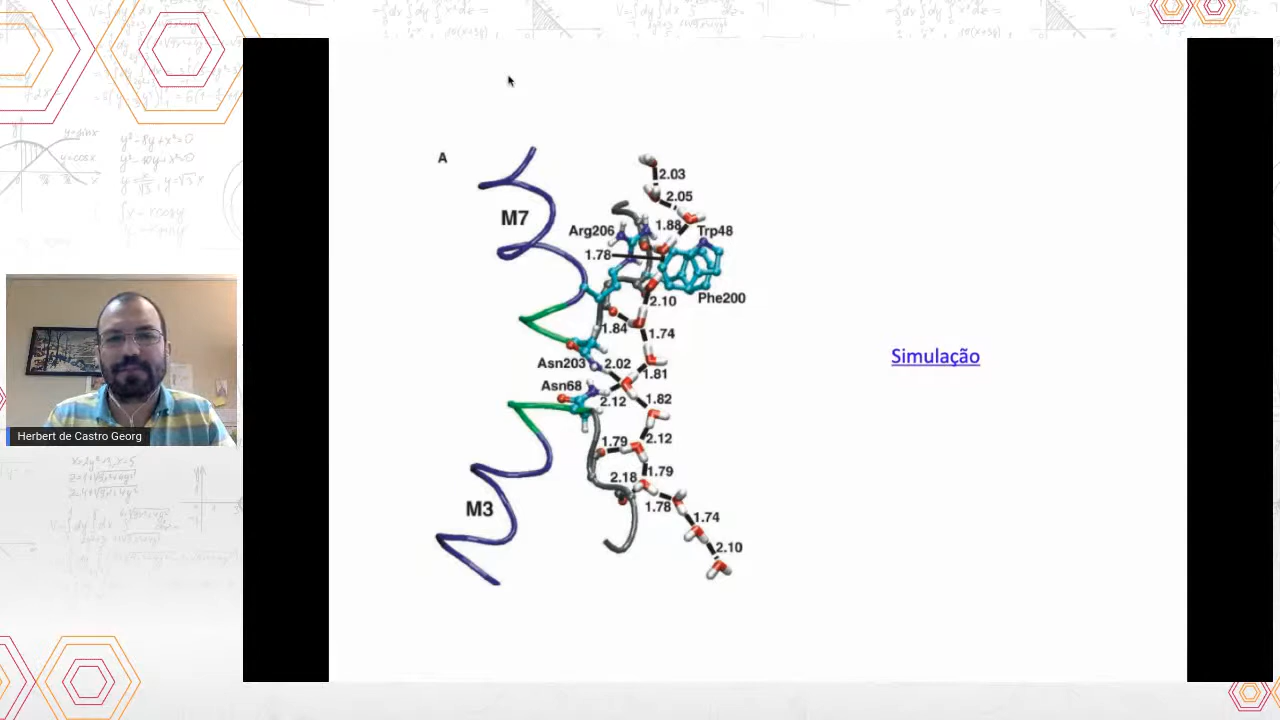 A
M7
2.03
2.05
1.88
Arg206
Trp48
1.78
Phe200
2.10
1.84
1.74
Asn203
2.02
1.81
Asn68
2.12
1.82
1.79
2.12
2.18
1.79
1.78
M3
1.74
2.10
Simulação
Herbert de Castro Georg
y=sinx
y=cosx